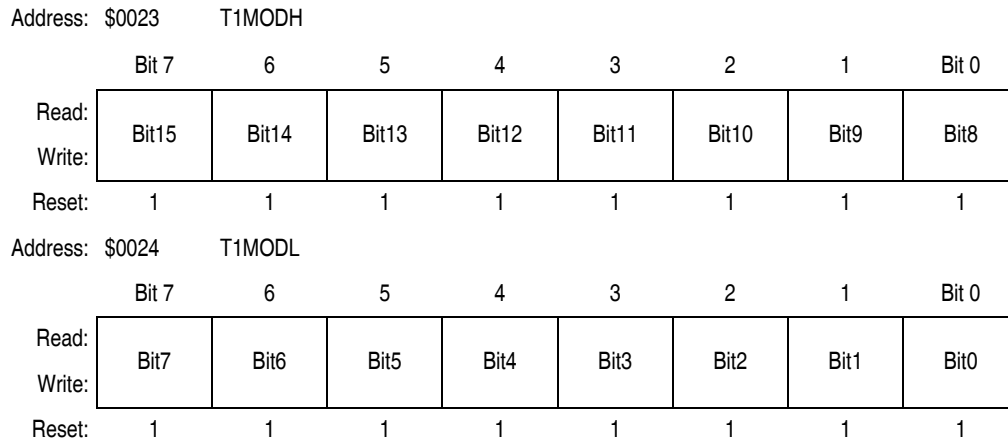 Address: $0023 T1MODH
Bit 7 6 5 4 3 2 1 Bit 0
Read:
Bit15 Bit14 Bit13 Bit12 Bit11 Bit10 Bit9 Bit8
Write:
Reset: 1 1 1 1 1 1 1 1
Address: $0024 T1MODL
Bit 7 6 5 4 3 2 1 Bit 0
Read:
Bit7 Bit6 Bit5 Bit4 Bit3 Bit2 Bit1 Bit0
Write:
Reset: 1 1 1 1 1 1 1 1